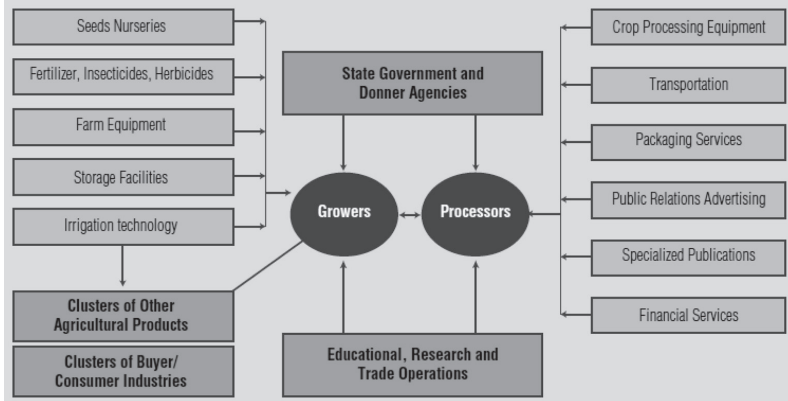 Seeds Nurseries
Fertilizer, Insecticides, Herbicides
Farm Equipment
Storage Facilities
Irrigation technology
Clusters of Other
Agricultural Products
Clusters of Buyer/
Consumer Industries
State Government and
Donner Agencies
Growers
Processors
Educational, Research and
Trade Operations
Crop Processing Equipment
Transportation
Packaging Services
Public Relations Advertising
Specialized Publications
Financial Services